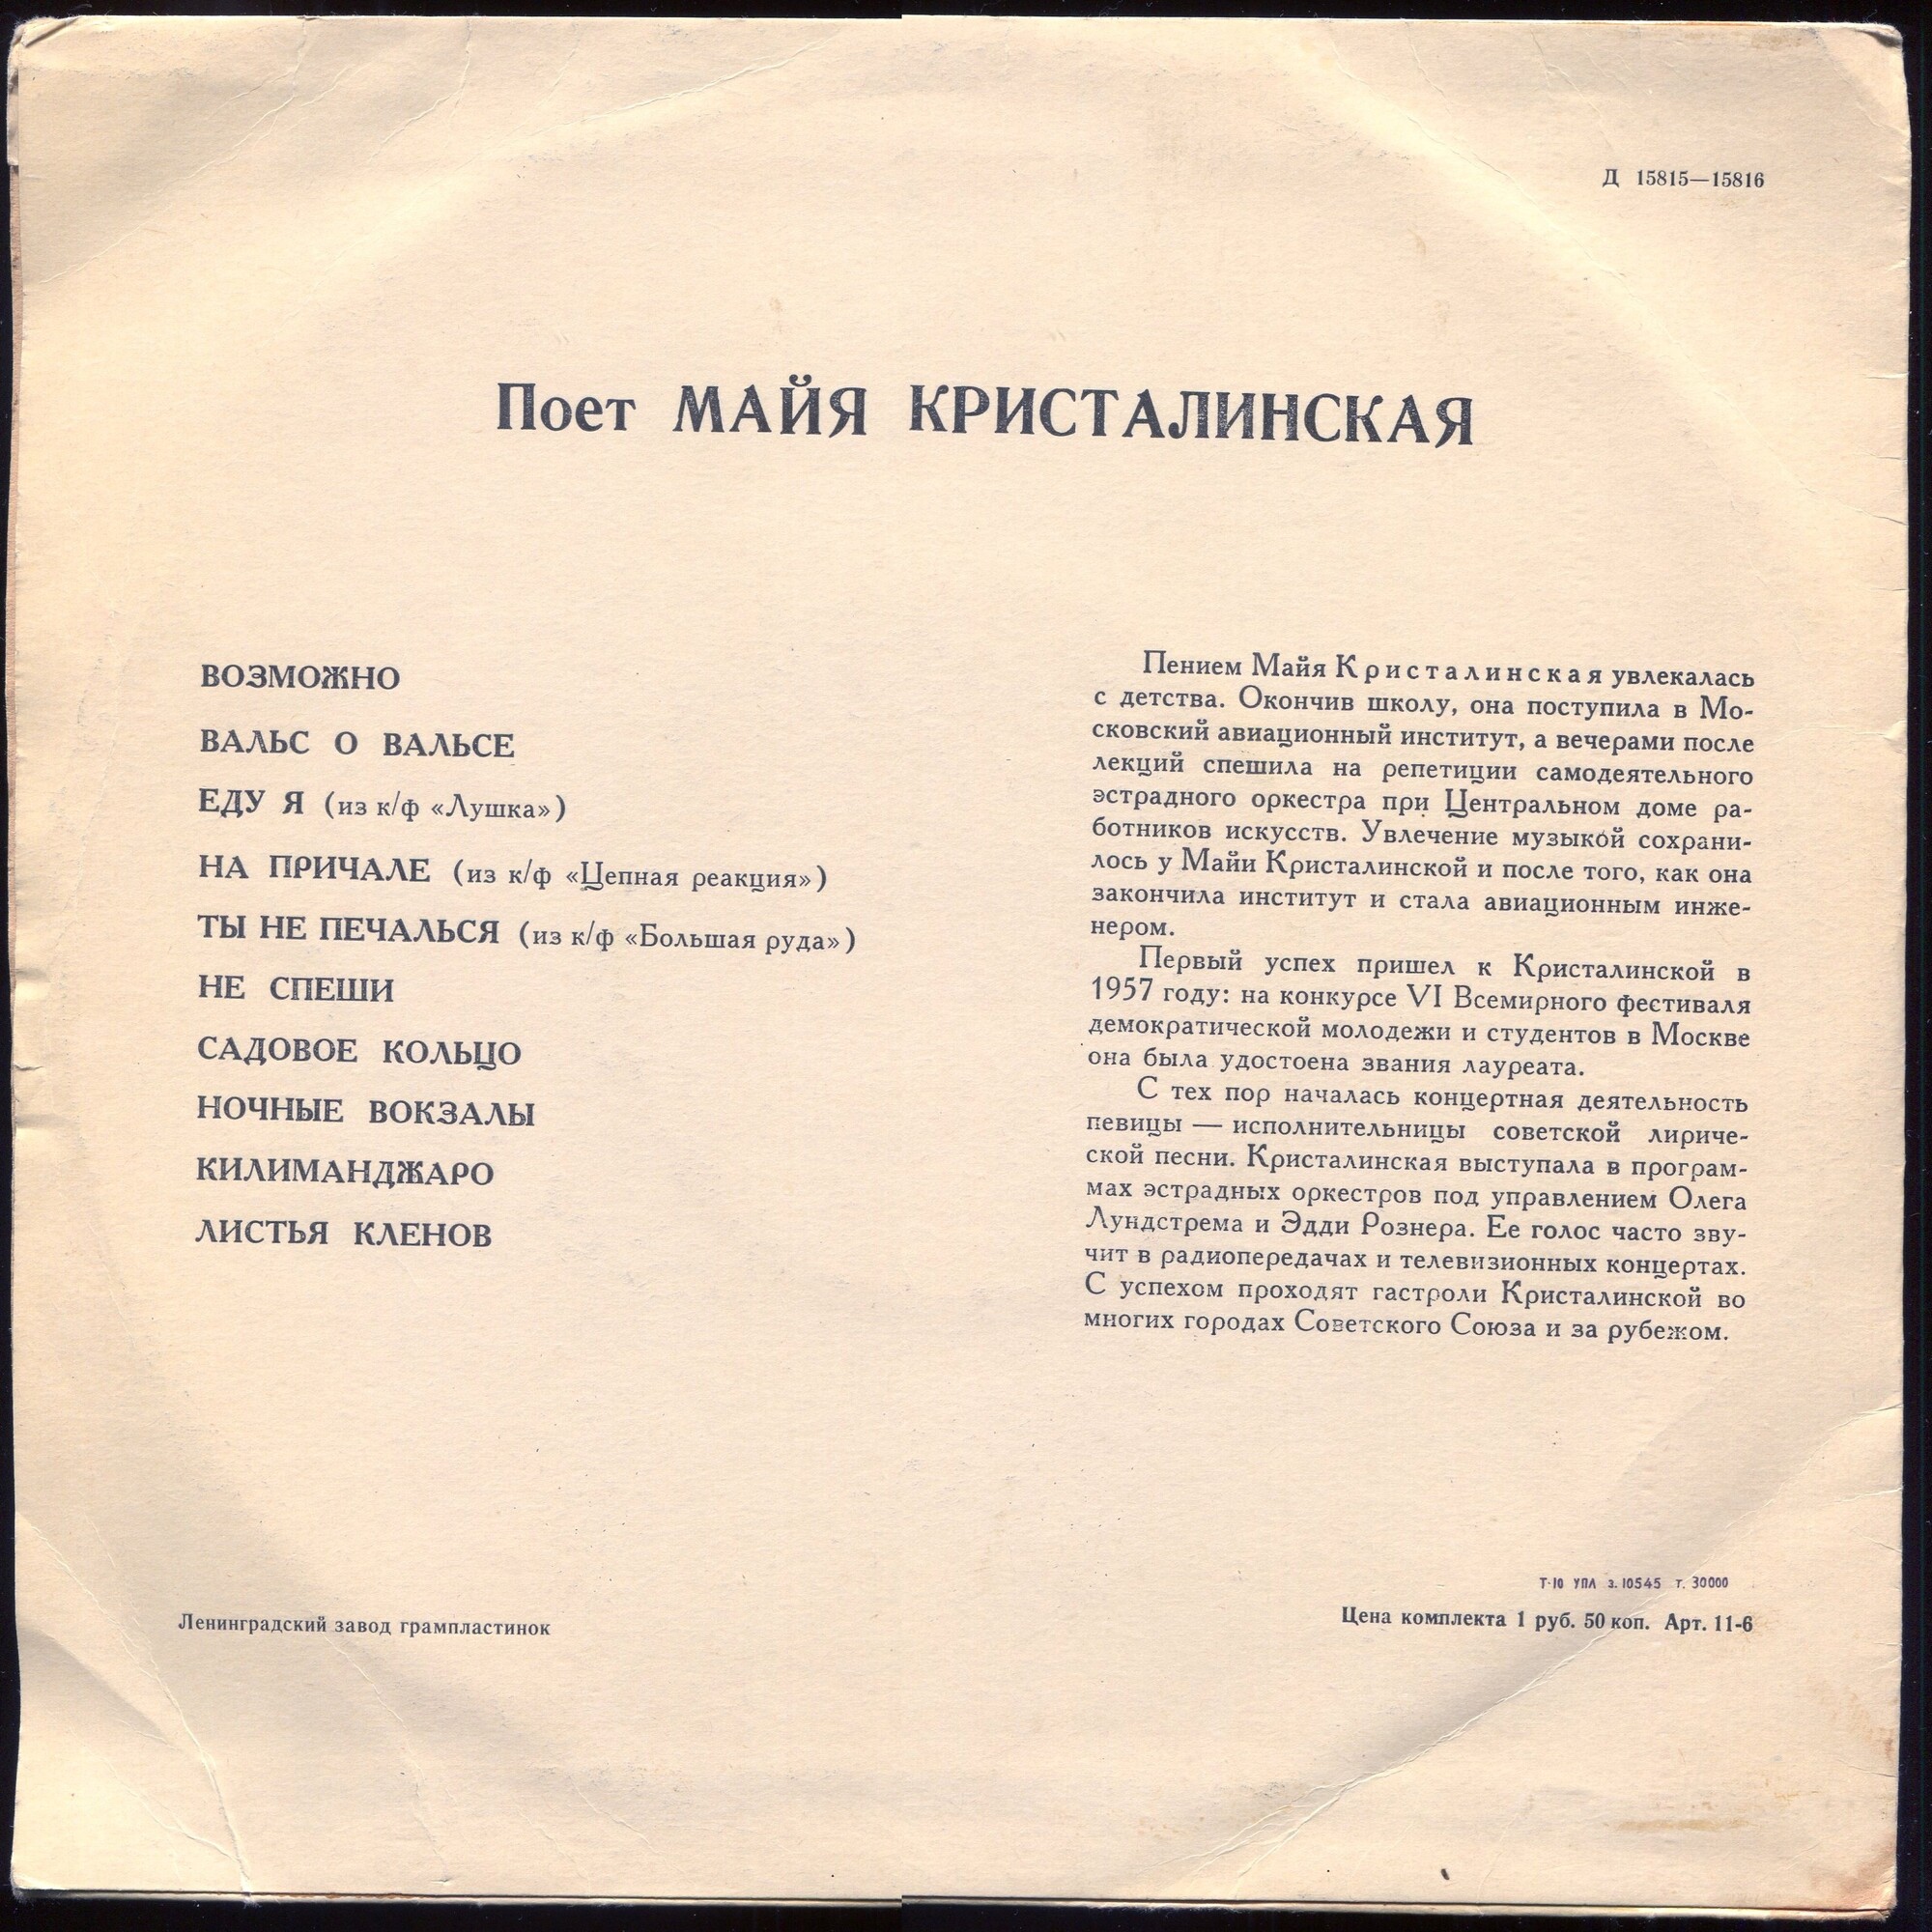 Д 15815—15816
Поет МАЙЯ КРИСТАЛИНСКАЯ
ВОЗМОЖНО
ВАЛЬС О ВАЛЬСЕ
ЕДУ Я (из к/ф «Лушка»)
НА ПРИЧАЛЕ (из к/ф «Цепная реакция»)
ТЫ НЕ ПЕЧАЛЬСЯ (из к/ф «Большая руда»)
НЕ СПЕШИ
САДОВОЕ КОЛЬЦО
НОЧНЫЕ ВОКЗАЛЫ
КИЛИМАНДЖАРО
ЛИСТЬЯ КЛЕНОВ
Пением Майя Кристалинская увлекалась
с детства. Окончив школу, она поступила в Мо-
сковский авиационный институт, а вечерами после
лекций спешила на репетиции самодеятельного
эстрадного оркестра при Центральном доме ра-
ботников искусств. Увлечение музыкой сохрани-
лось у Майи Кристалинской и после того, как она
закончила институт и стала авиационным инже-
нером.
Первый успех пришел к Кристалинской в
1957 году: на конкурсе VI Всемирного фестиваля
демократической молодежи и студентов в Москве
она была удостоена звания лауреата.
С тех пор началась концертная деятельность
певицы — исполнительницы советской лириче-
ской песни. Кристалинская выступала в програм-
мах эстрадных оркестров под управлением Олега
Лундстрема и Эдди Рознера. Ее голос часто зву-
чит в радиопередачах и телевизионных концертах.
С успехом проходят гастроли Кристалинской во
многих городах Советского Союза и за рубежом.
Т-10 УПЛ з. 10545 т. 30000
Ленинградский завод грампластинок
Цена комплекта 1 руб. 50 коп. Арт. 11-6